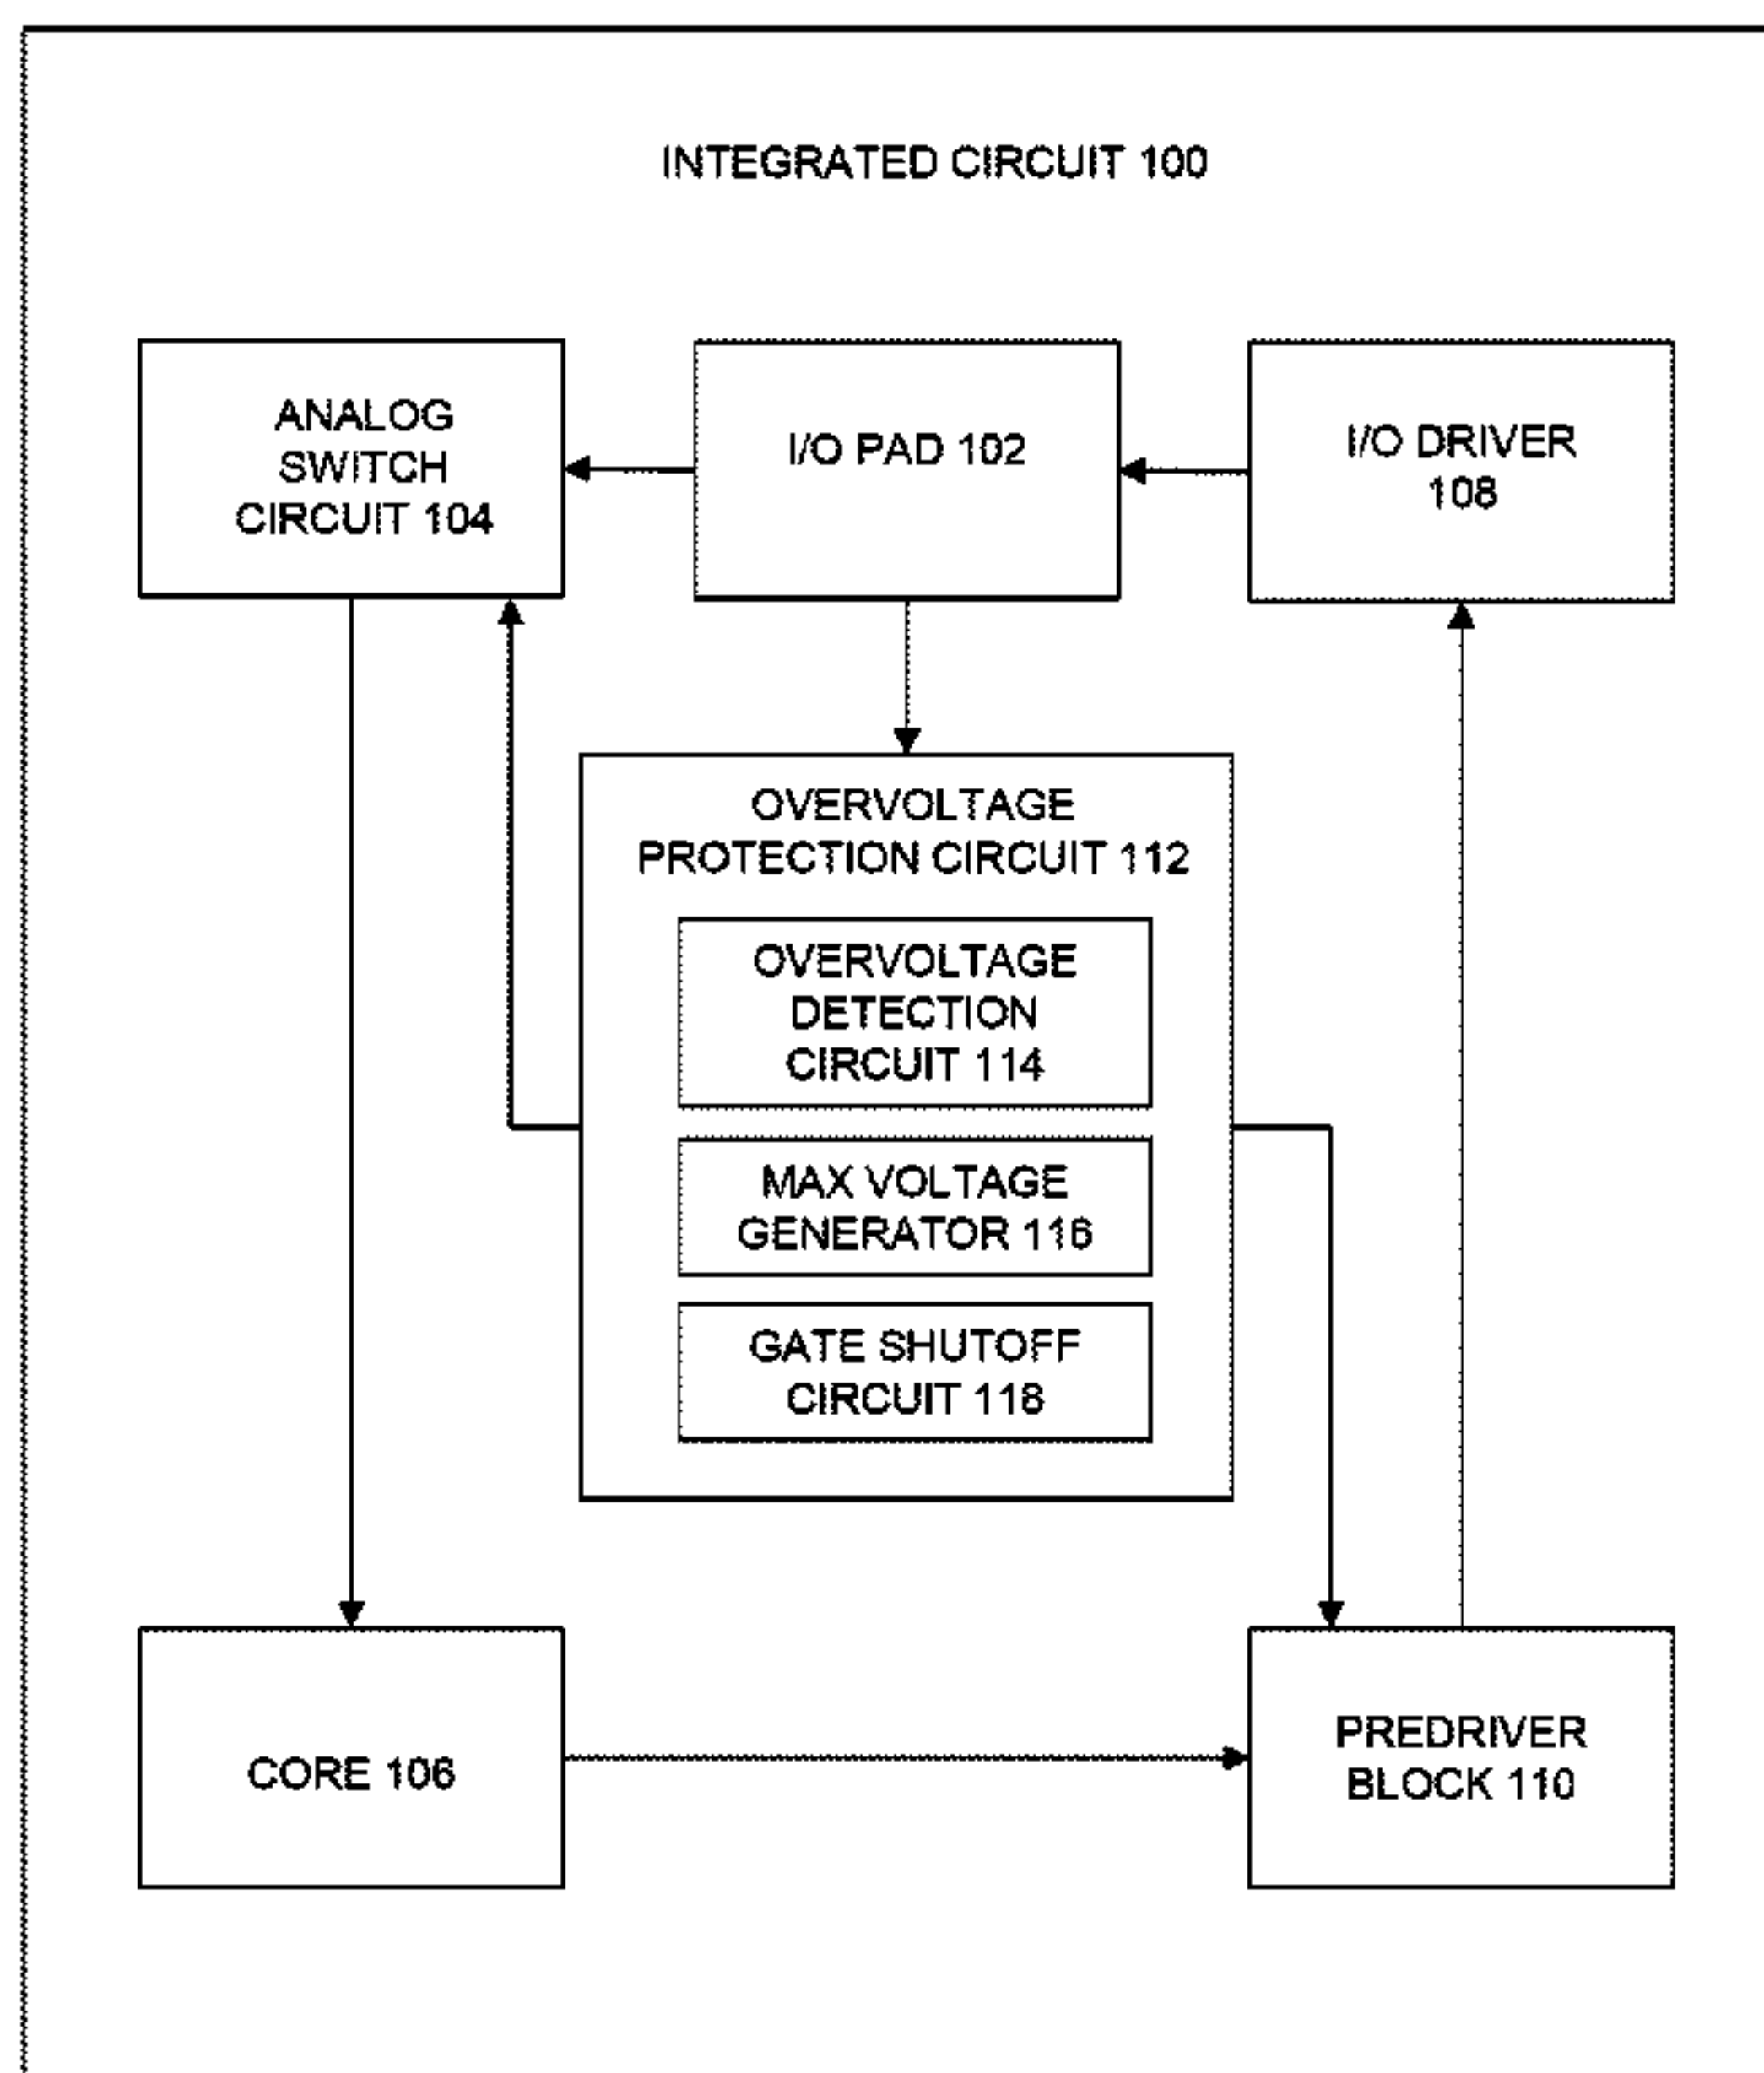 INTEGRATED CIRCUIT 100
ANALOG
SWITCH
CIRCUIT 104
I/O PAD 102
I/O DRIVER
108
OVERVOLTAGE
PROTECTION CIRCUIT 112
OVERVOLTAGE
DETECTION
CIRCUIT 114
MAX VOLTAGE
GENERATOR 116
GATE SHUTOFF
CIRCUIT 118
CORE 106
PREDRIVER
BLOCK 110